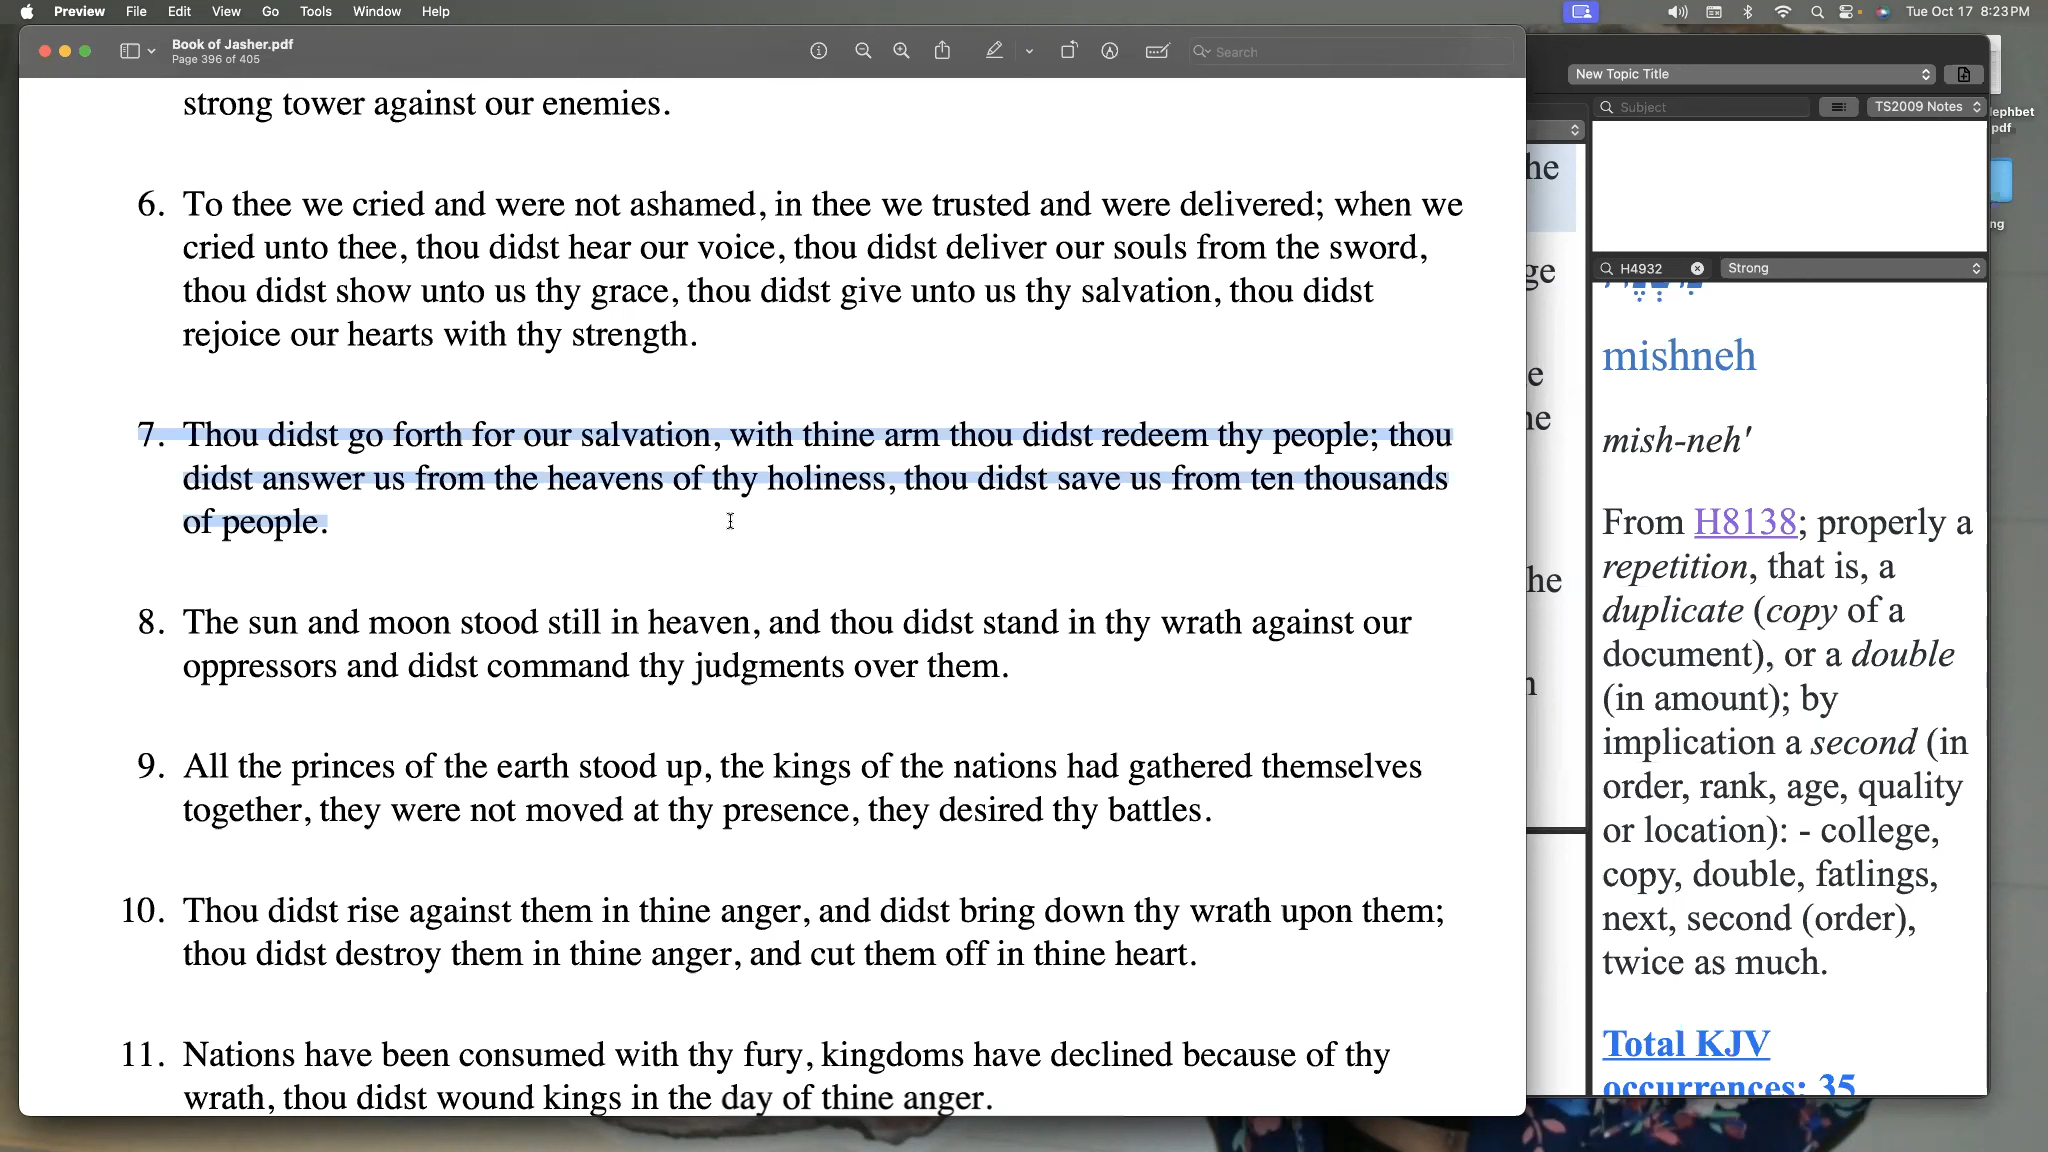 Preview File Edit View Go Tools Window Help
Tue Oct 17 8:23 PM
Book of Jasher.pdf
Page 396 of 405
Search
strong tower against our enemies.
6. To thee we cried and were not ashamed, in thee we trusted and were delivered; when we
cried unto thee, thou didst hear our voice, thou didst deliver our souls from the sword,
thou didst show unto us thy grace, thou didst give unto us thy salvation, thou didst
rejoice our hearts with thy strength.
7. Thou didst go forth for our salvation, with thine arm thou didst redeem thy people; thou
didst answer us from the heavens of thy holiness, thou didst save us from ten thousands
of people.
8. The sun and moon stood still in heaven, and thou didst stand in thy wrath against our
oppressors and didst command thy judgments over them.
9. All the princes of the earth stood up, the kings of the nations had gathered themselves
together, they were not moved at thy presence, they desired thy battles.
10. Thou didst rise against them in thine anger, and didst bring down thy wrath upon them;
thou didst destroy them in thine anger, and cut them off in thine heart.
11. Nations have been consumed with thy fury, kingdoms have declined because of thy
wrath, thou didst wound kings in the day of thine anger.
he
ge
e
he
he
New Topic Title
Subject
TS2009 Notes
H4932
Strong
mishneh
mish-neh'
From H8138; properly a
repetition, that is, a
duplicate (copy of a
document), or a double
(in amount); by
implication a second (in
order, rank, age, quality
or location): - college,
copy, double, fatlings,
next, second (order),
twice as much.
Total KJV
occurrences: 35
lephbet
pdf
ng